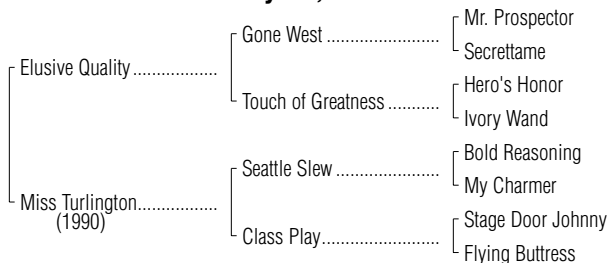 Mr. Prospector
Gone West ........................
Secrettame
Elusive Quality ..................
Hero's Honor
Touch of Greatness ...........
Ivory Wand
Bold Reasoning
Seattle Slew ......................
My Charmer
Miss Turlington.................
(1990)
Stage Door Johnny
Class Play.........................
Flying Buttress